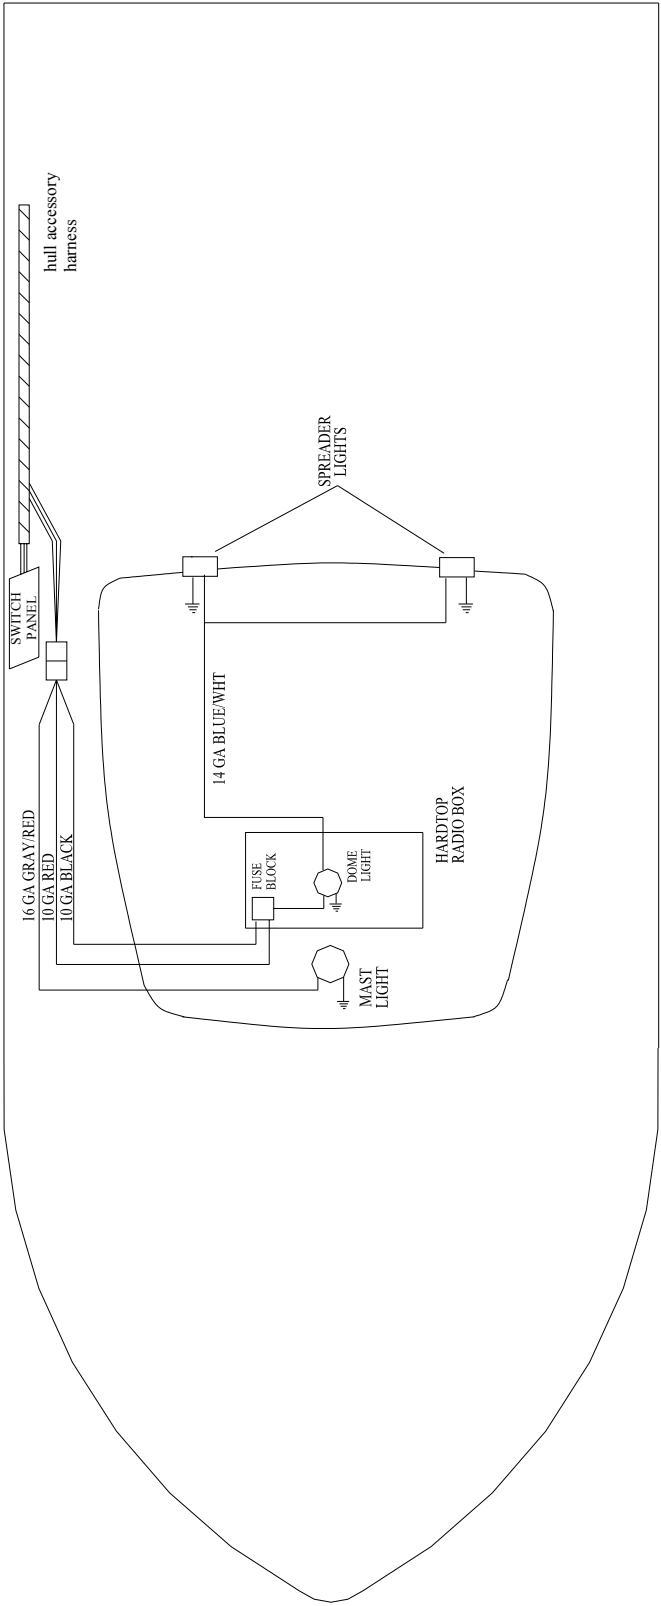 hull accessory
harness
SPREADER
LIGHTS
SWITCH
PANEL
14 GA BLUE/WHT
16 GA GRAY/RED
10 GA RED
10 GA BLACK
HARDTOP
RADIO BOX
FUSE
BLOCK
DOME
LIGHT
MAST
LIGHT